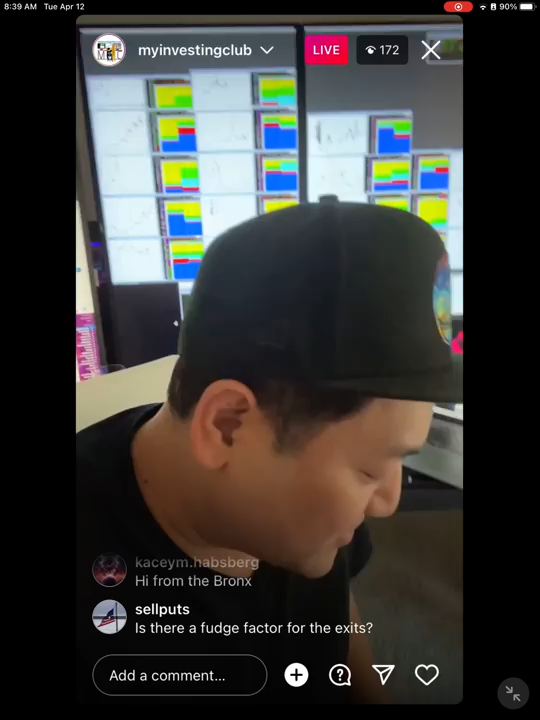 8:39 AM Tue Apr 12
90%
myinvestingclub
LIVE
172
kaceym.habsberg
Hi from the Bronx
sellputs
Is there a fudge factor for the exits?
Add a comment...